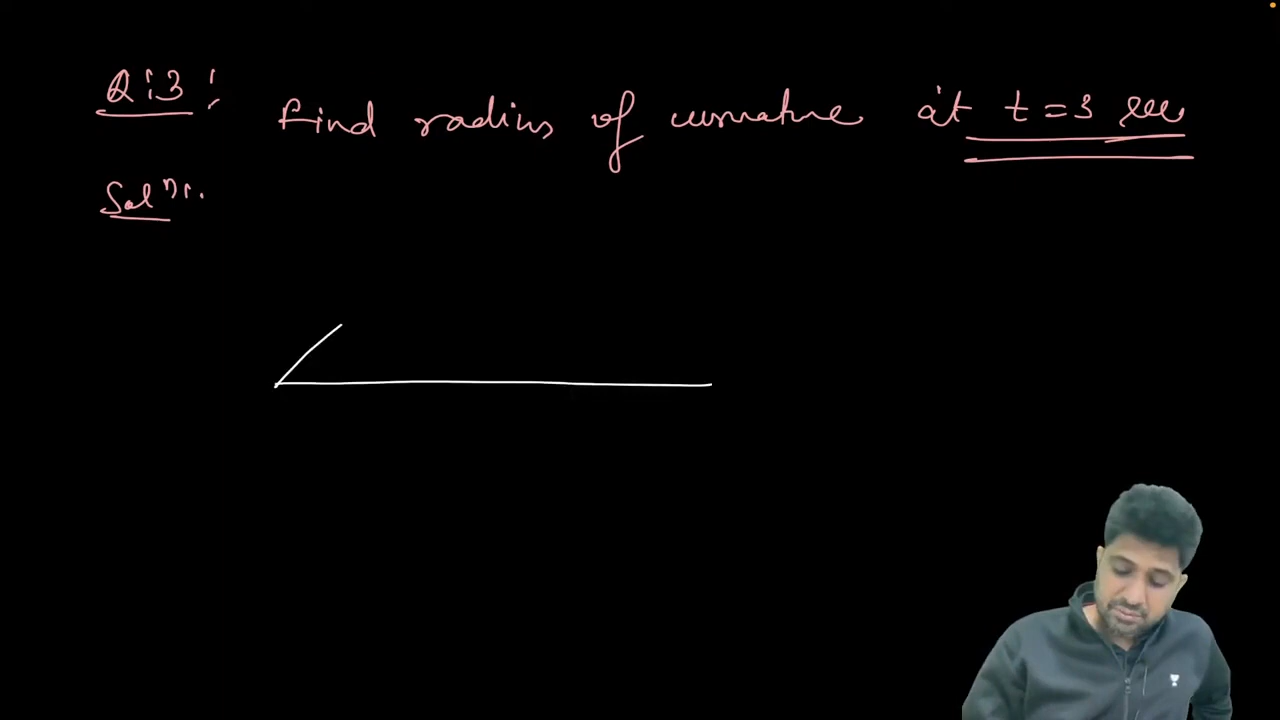 Q:3: Find radius of curvature at t = 3 sec
Solⁿ: